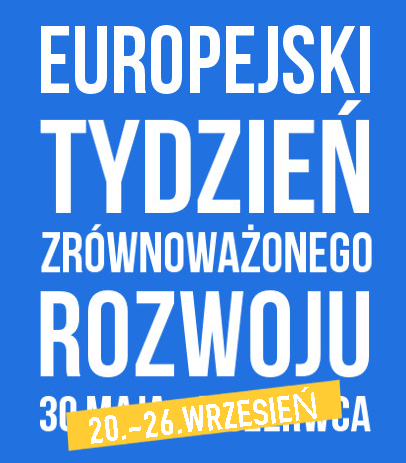 EUROPEJSKI
TYDZIEŃ
ZRÓWNOWAŻONEGO
ROZWOJU
30
20.-26.WRZESIEŃ